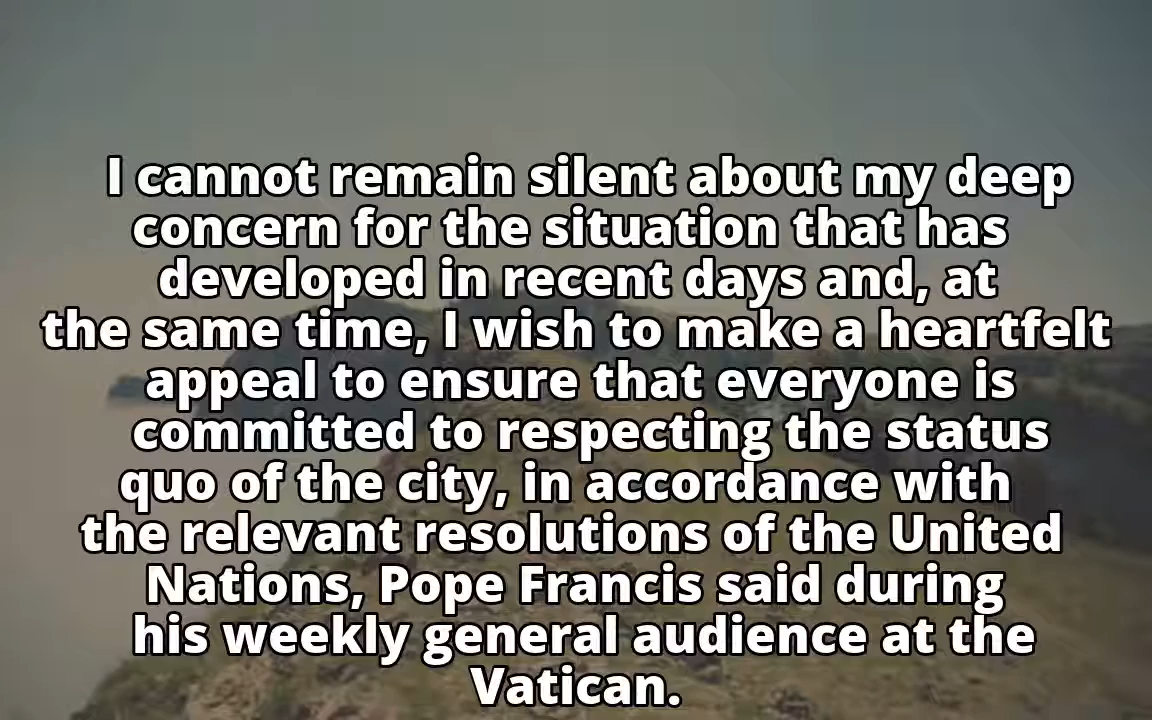 I cannot remain silent about my deep
concern for the situation that has
developed in recent days and, at
the same time, I wish to make a heartfelt
appeal to ensure that everyone is
committed to respecting the status
quo of the city, in accordance with
the relevant resolutions of the United
Nations, Pope Francis said during
his weekly general audience at the
Vatican.